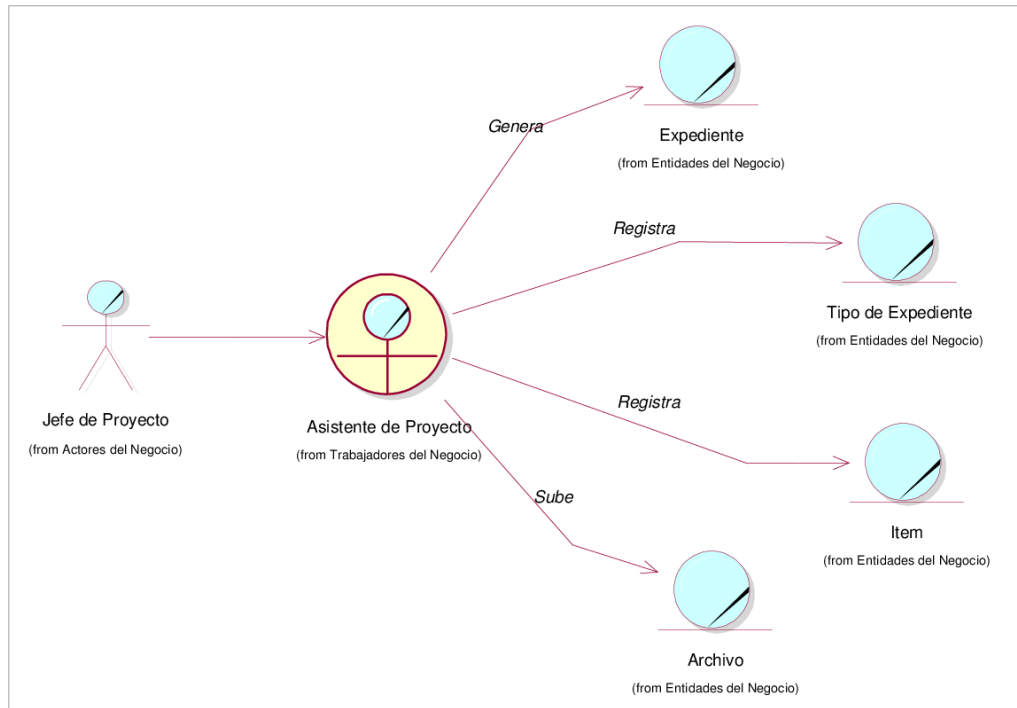 Genera
Expediente
(from Entidades del Negocio)
Registra
Tipo de Expediente
(from Entidades del Negocio)
Jefe de Proyecto
(from Actores del Negocio)
Asistente de Proyecto
(from Trabajadores del Negocio)
Registra
Item
(from Entidades del Negocio)
Sube
Archivo
(from Entidades del Negocio)